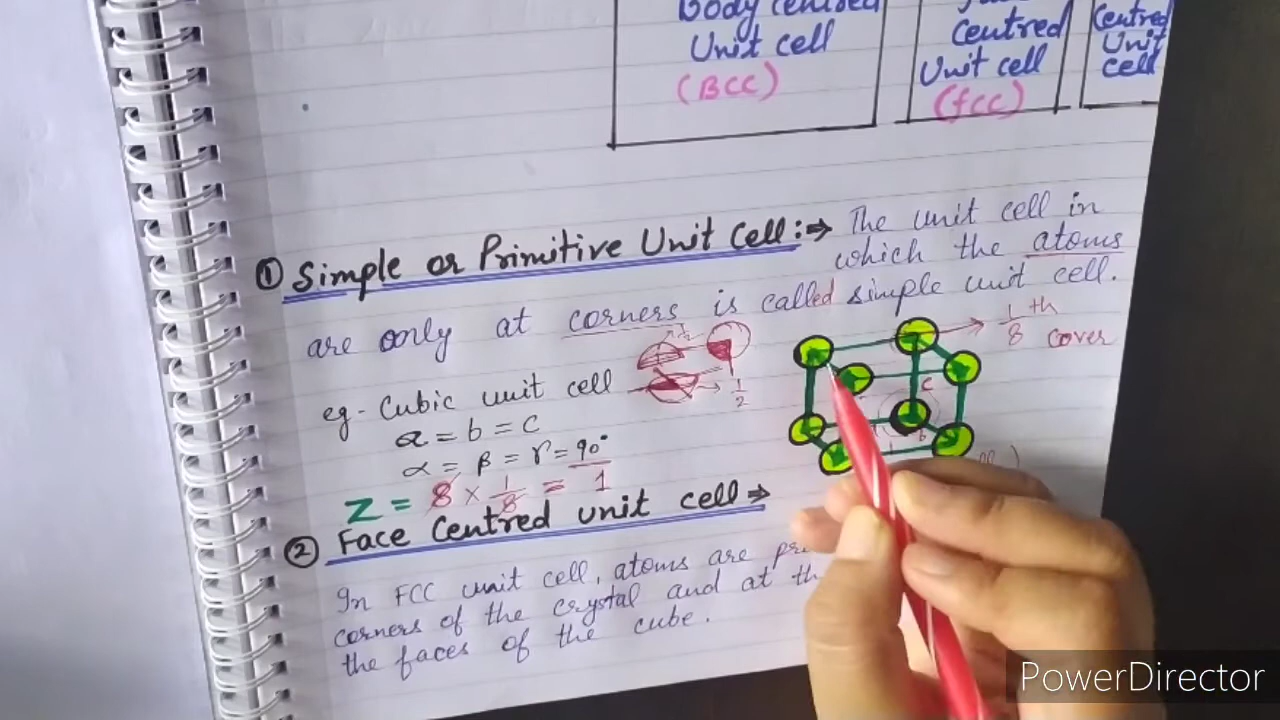 Body Centred
Unit cell
(BCC)
Centred
Unit cell
(fCC)
Centred
Unit
cell
① Simple or Primitive Unit Cell:⇒ The unit cell in
which the atoms
are only at corners is called simple unit cell.
1/8 th
cover
eg- Cubic unit cell
1/2
1/2
a = b = c
α = β = γ = 90°
Z = 8 × 1/8 = 1
c
b
② Face Centred unit cell ⇒
In FCC unit cell, atoms are
corners of the crystal and at
the faces of the cube.
PowerDirector